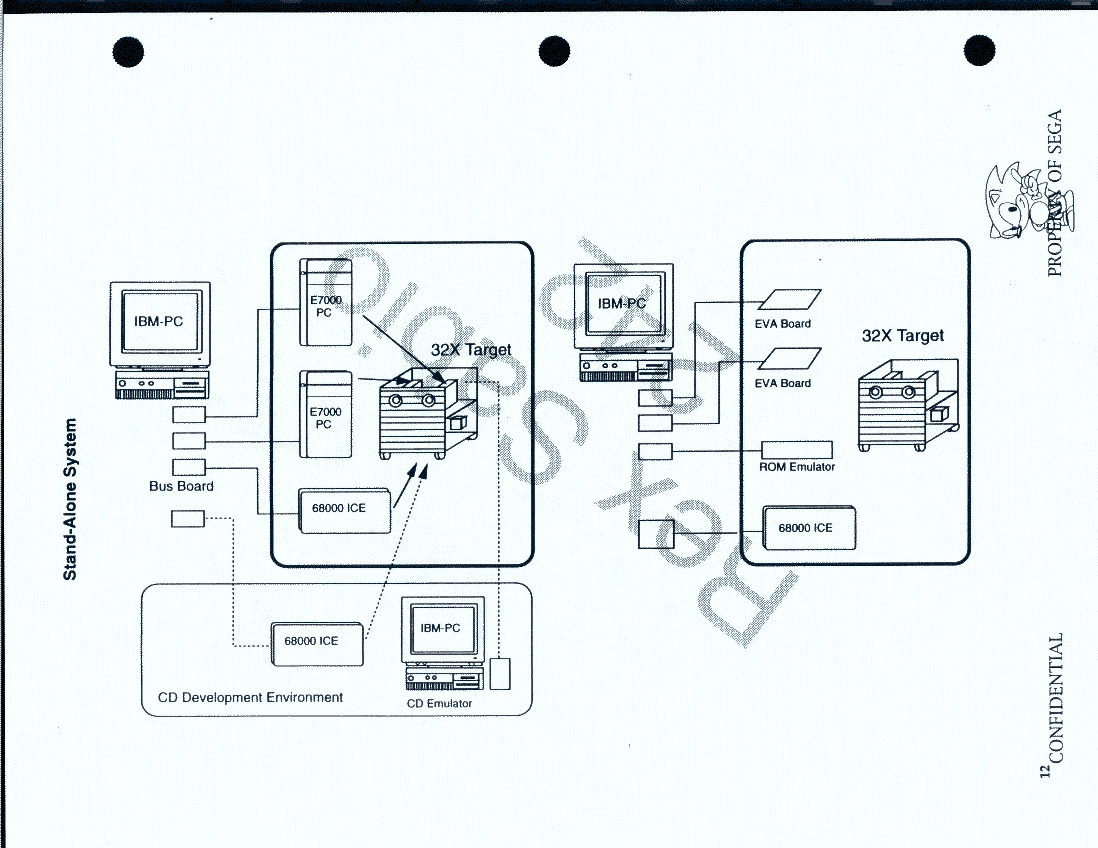 Stand-Alone System
IBM-PC
Bus Board
E7000
PC
E7000
PC
68000 ICE
32X Target
68000 ICE
IBM-PC
CD Emulator
CD Development Environment
IBM-PC
EVA Board
EVA Board
ROM Emulator
68000 ICE
32X Target
Rex Sabio
PROPERTY OF SEGA
CONFIDENTIAL
12